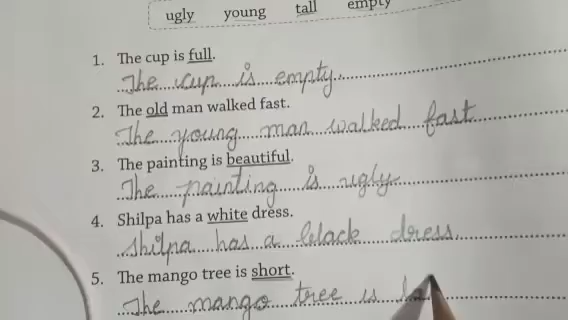 ugly young tall empty
1. The cup is full.
The cup is empty.
2. The old man walked fast.
The young man walked fast
3. The painting is beautiful.
The painting is ugly
4. Shilpa has a white dress.
Shilpa has a black dress.
5. The mango tree is short.
The mango tree is